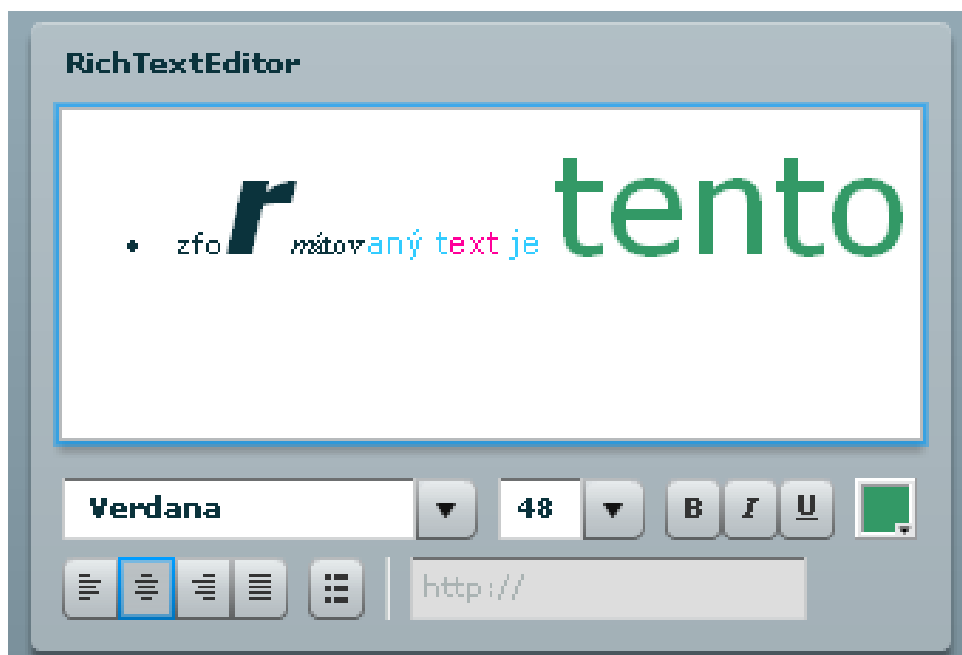 RichTextEditor
• zformátovaný text je tento
Verdana 48 B I U
http://